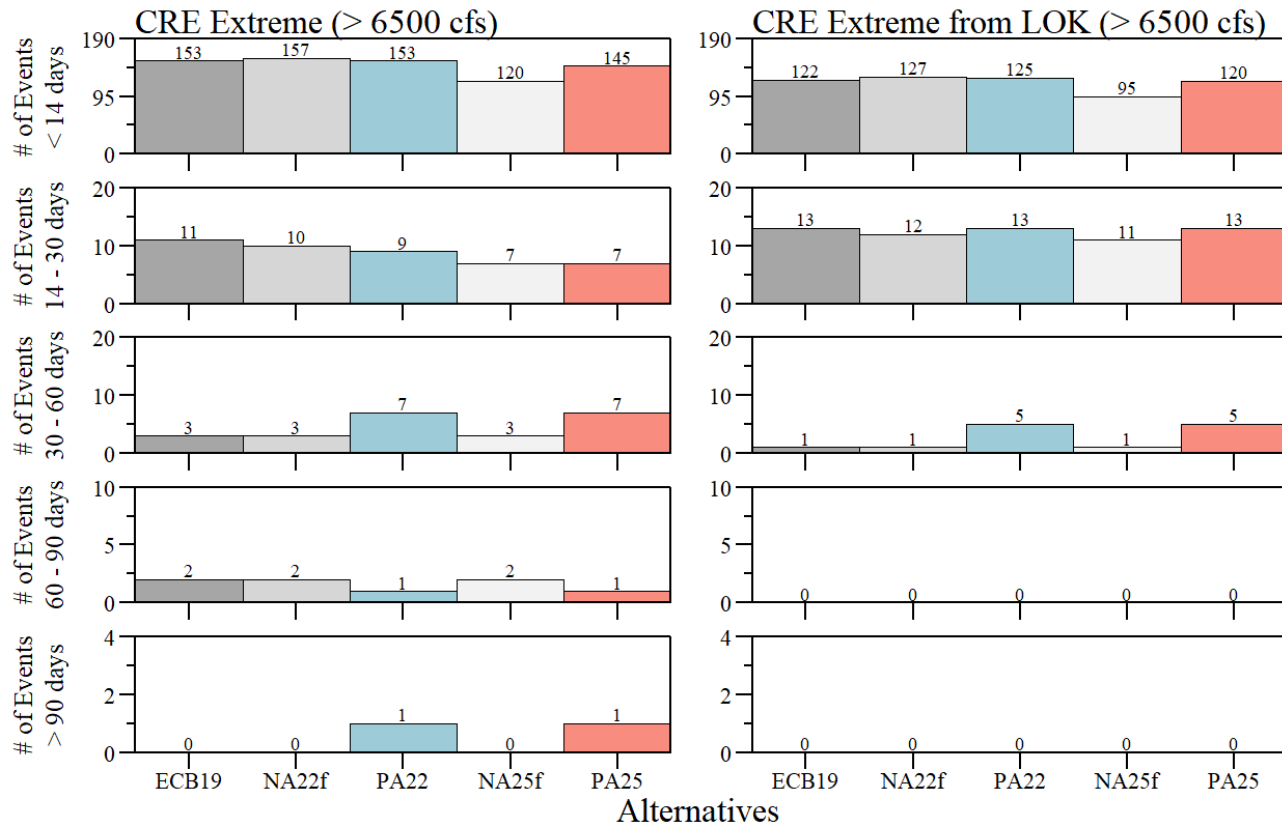 CRE Extreme (> 6500 cfs)
# of Events
< 14 days
190
95
0
153 157 153 120 145
# of Events
14 - 30 days
20
10
0
11 10 9 7 7
# of Events
30 - 60 days
20
10
0
3 3 7 3 7
# of Events
60 - 90 days
10
5
0
2 2 1 2 1
# of Events
> 90 days
4
2
0
0 0 1 0 1
ECB19 NA22f PA22 NA25f PA25
CRE Extreme from LOK (> 6500 cfs)
190
95
0
122 127 125 95 120
20
10
0
13 12 13 11 13
20
10
0
1 1 5 1 5
10
5
0
0 0 0 0 0
4
2
0
0 0 0 0 0
ECB19 NA22f PA22 NA25f PA25
Alternatives